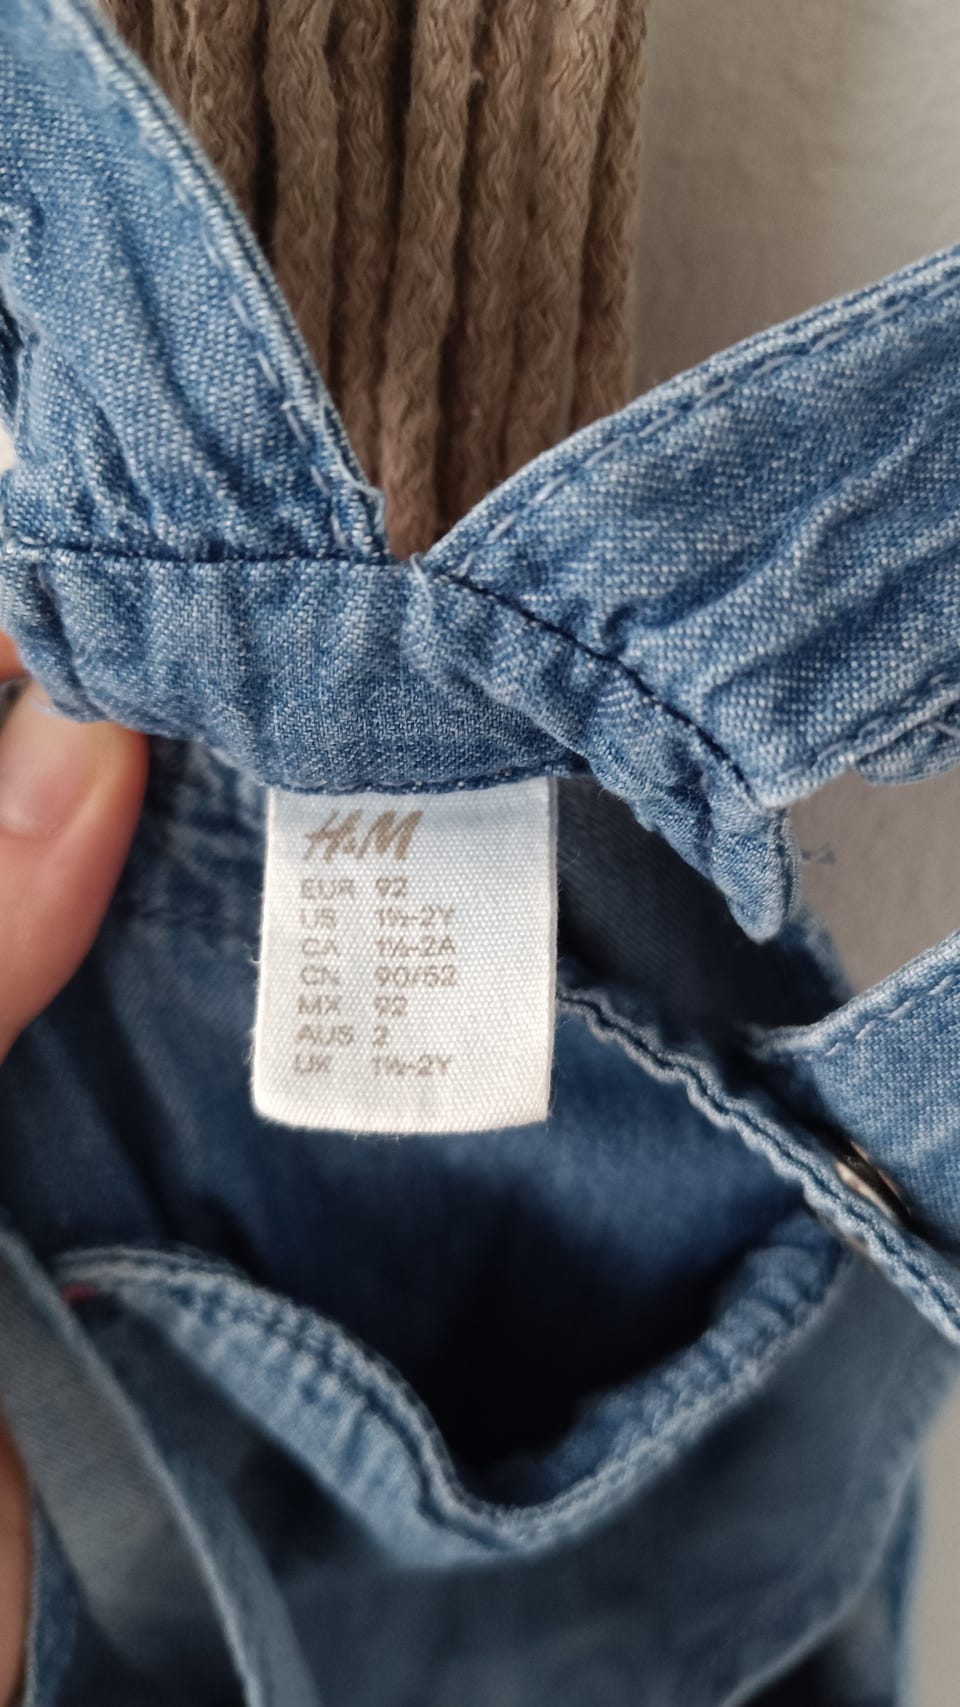 H&M
EUR 92
US 1½-2Y
CA 1½-2A
CN 90/52
MX 92
AUS 2
UK 1½-2Y